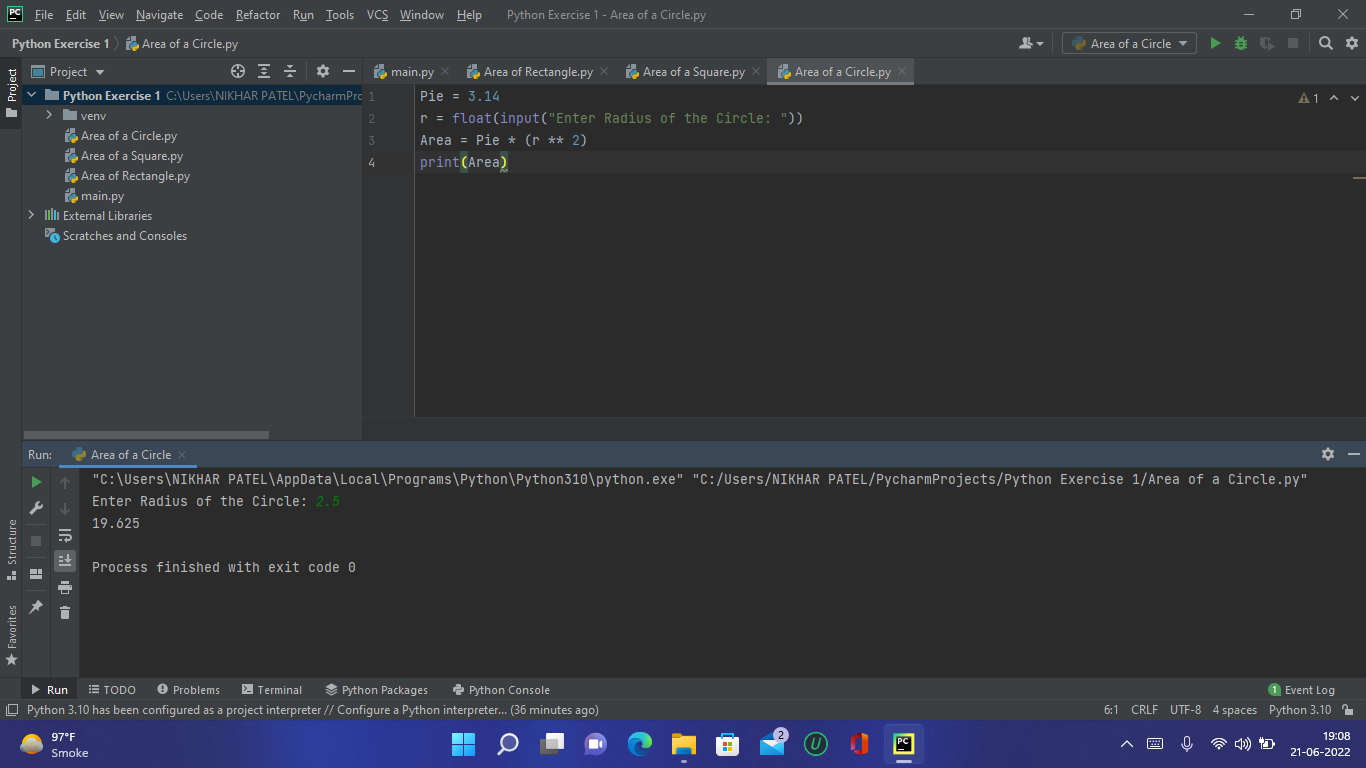 PC File Edit View Navigate Code Refactor Run Tools VCS Window Help Python Exercise 1 - Area of a Circle.py
Python Exercise 1 Area of a Circle.py Area of a Circle
Project
Project
main.py Area of Rectangle.py Area of a Square.py Area of a Circle.py
Python Exercise 1 C:\Users\NIKHAR PATEL\PycharmPro
venv
Area of a Circle.py
Area of a Square.py
Area of Rectangle.py
main.py
External Libraries
Scratches and Consoles
1 Pie = 3.14
2 r = float(input("Enter Radius of the Circle: "))
3 Area = Pie * (r ** 2)
4 print(Area)
1
Run: Area of a Circle
"C:\Users\NIKHAR PATEL\AppData\Local\Programs\Python\Python310\python.exe" "C:/Users/NIKHAR PATEL/PycharmProjects/Python Exercise 1/Area of a Circle.py"
Enter Radius of the Circle: 2.5
19.625
Process finished with exit code 0
Structure
Favorites
Run TODO Problems Terminal Python Packages Python Console 1 Event Log
Python 3.10 has been configured as a project interpreter // Configure a Python interpreter... (36 minutes ago) 6:1 CRLF UTF-8 4 spaces Python 3.10
97°F
Smoke
2
U
PC
19:08
21-06-2022